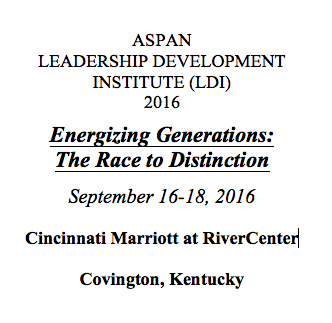 ASPAN
LEADERSHIP DEVELOPMENT
INSTITUTE (LDI)
2016
Energizing Generations:
The Race to Distinction
September 16-18, 2016
Cincinnati Marriott at RiverCenter
Covington, Kentucky